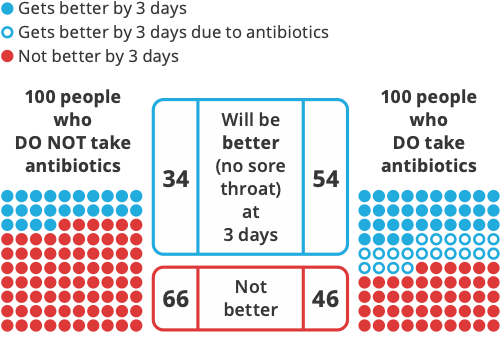 Gets better by 3 days
Gets better by 3 days due to antibiotics
Not better by 3 days
100 people
who
DO NOT take
antibiotics
34
Will be
better
(no sore
throat)
at
3 days
54
66
Not
better
46
100 people
who
DO take
antibiotics